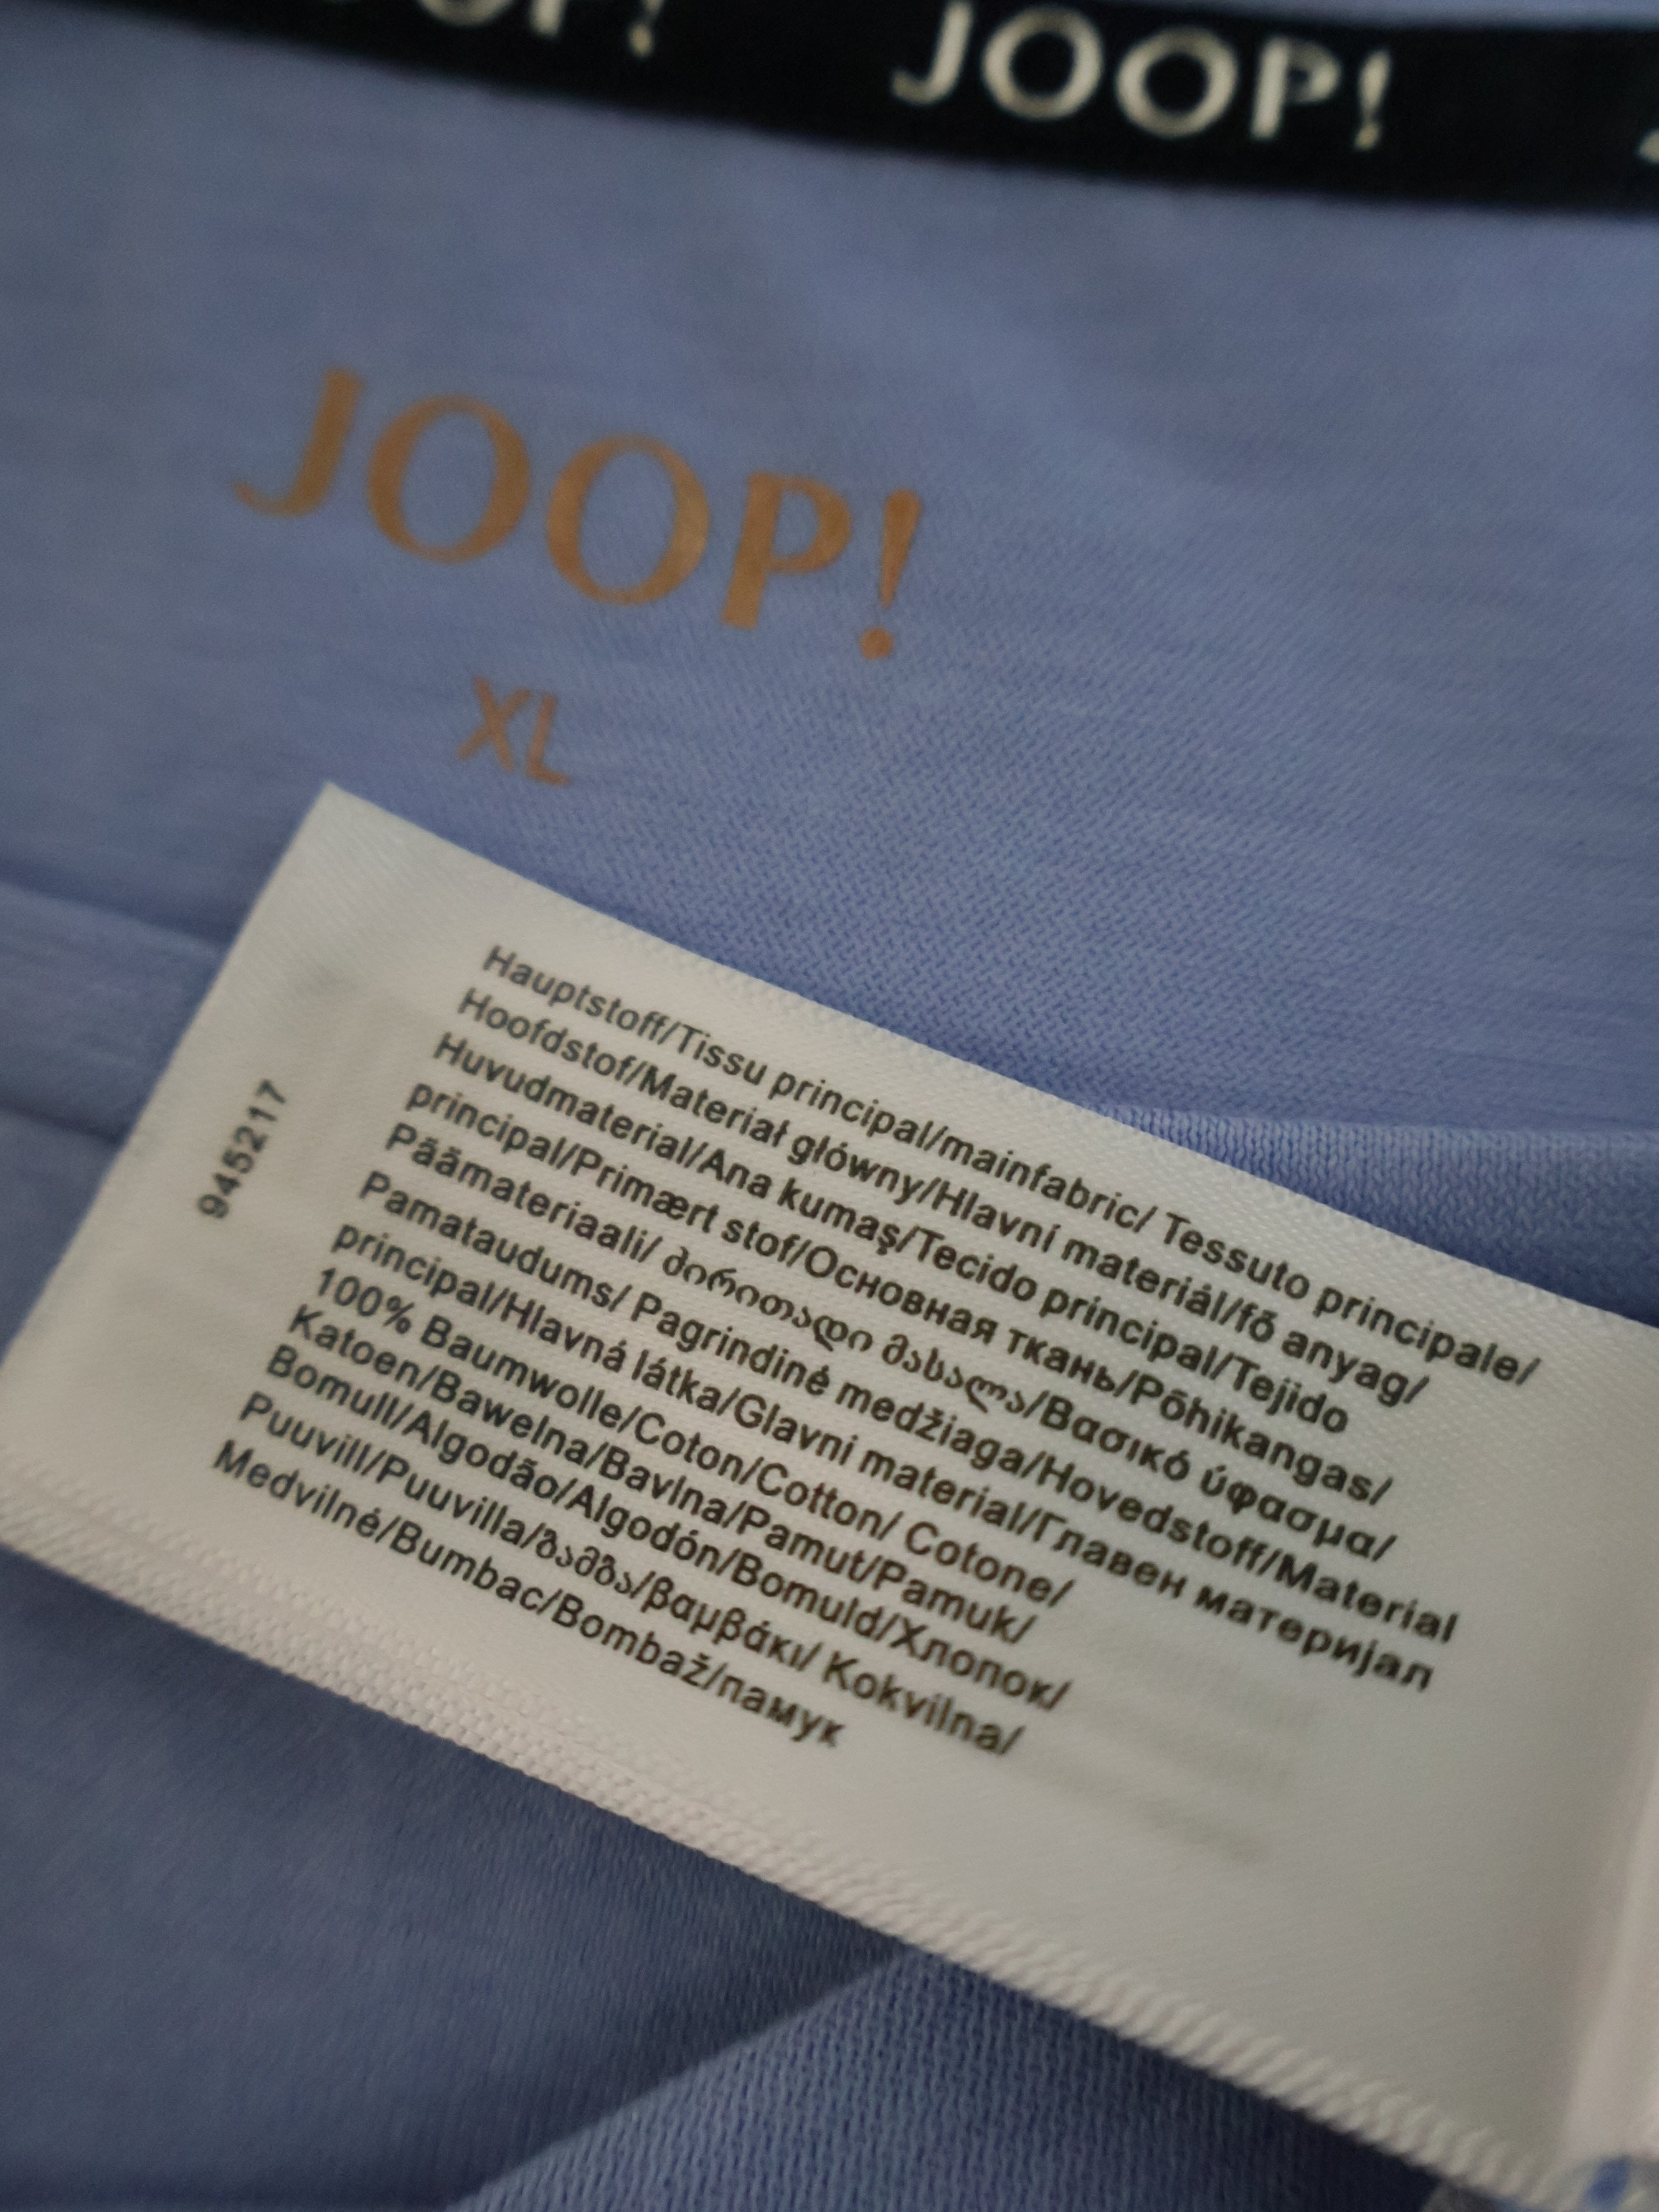 JOOP!
JOOP!
XL
945217
Hauptstoff/Tissu principal/mainfabric/ Tessuto principale/
Hoofdstof/Materiał główny/Hlavní materiál/fő anyag/
Huvudmaterial/Ana kumaş/Tecido principal/Tejido
principal/Primært stof/Основная ткань/Põhikangas/
Päämateriaali/ ძირითადი მასალა/Βασικό ύφασμα/
Pamataudums/ Pagrindinė medžiaga/Hovedstoff/Material
principal/Hlavná látka/Glavni material/Главен материјал
100% Baumwolle/Coton/Cotton/ Cotone/
Katoen/Bawełna/Bavlna/Pamut/Pamuk/
Bomull/Algodão/Algodón/Bomuld/Хлопок/
Puuvill/Puuvilla/ბამბა/βαμβάκι/ Kokvilna/
Medvilnė/Bumbac/Bombaž/памук